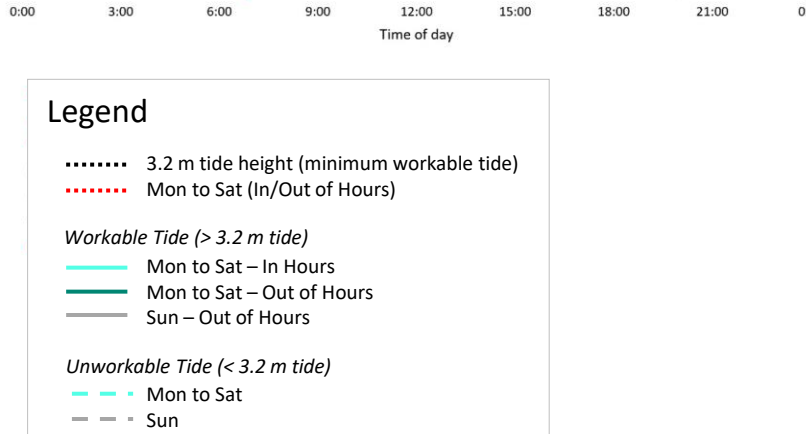 0:00 3:00 6:00 9:00 12:00 15:00 18:00 21:00 0
Time of day
Legend
3.2 m tide height (minimum workable tide)
Mon to Sat (In/Out of Hours)
Workable Tide (> 3.2 m tide)
Mon to Sat – In Hours
Mon to Sat – Out of Hours
Sun – Out of Hours
Unworkable Tide (< 3.2 m tide)
Mon to Sat
Sun